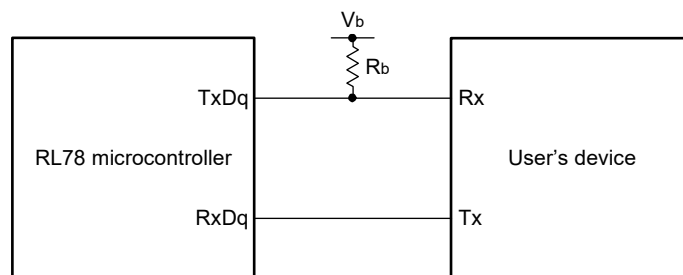 Vb
Rb
TxDq
Rx
RL78 microcontroller
User's device
RxDq
Tx